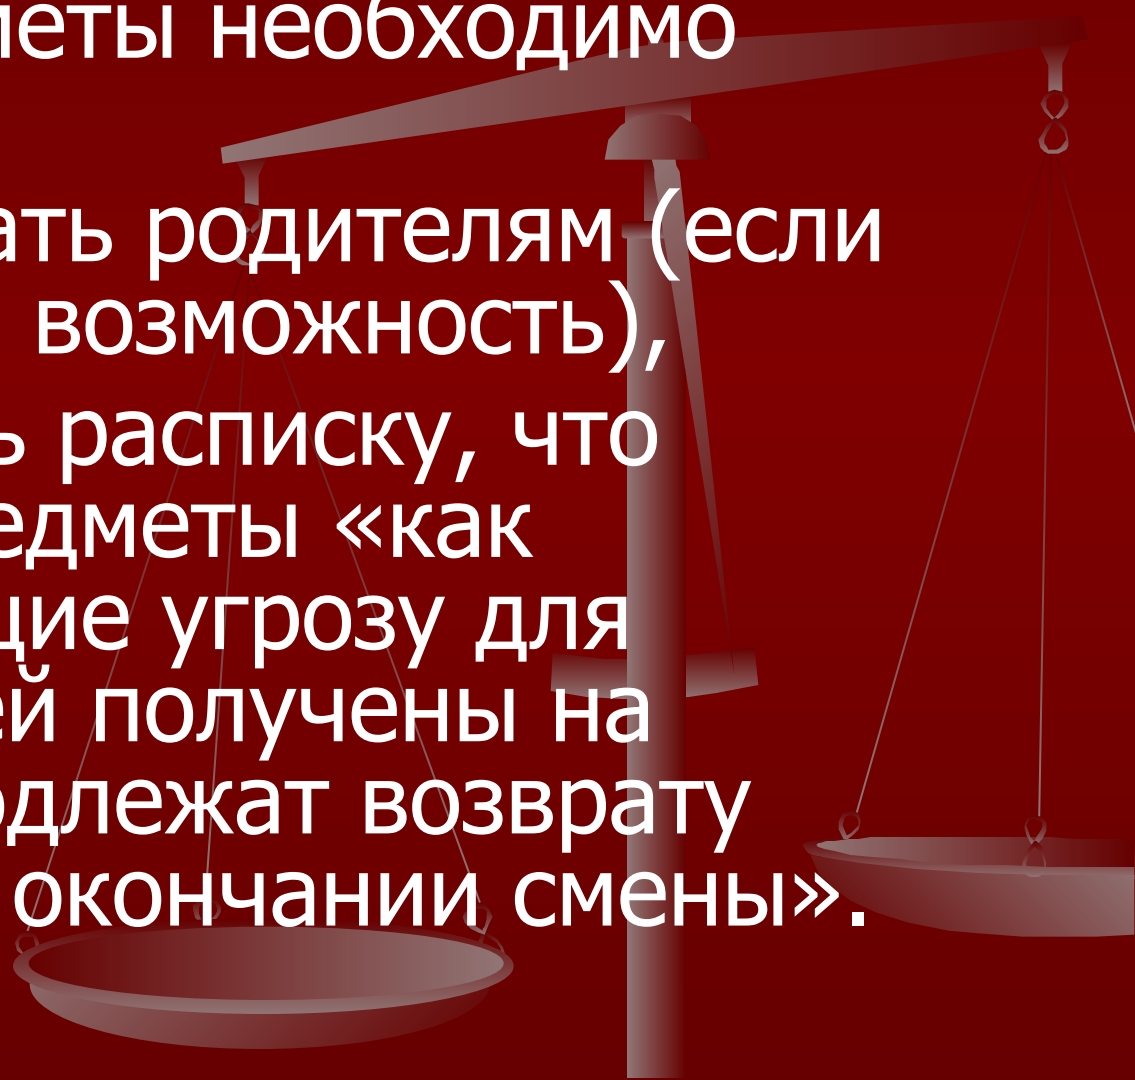 меты необходимо
ать родителям (если
возможность),
ь расписку, что
едметы «как
щие угрозу для
ей получены на
одлежат возврату
окончании смены».